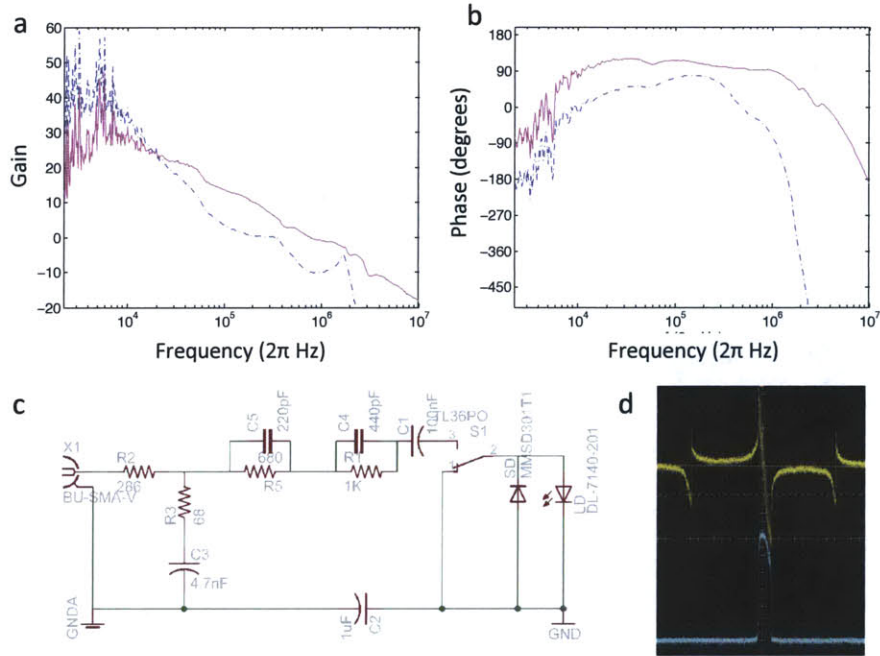 a
60
50
40
30
20
10
0
-10
-20
Gain
10^4
10^5
10^6
10^7
Frequency (2π Hz)
b
180
90
0
-90
-180
-270
-360
-450
Phase (degrees)
10^4
10^5
10^6
10^7
Frequency (2π Hz)
c
X1
BU-SMA-V
R2
286
R3
68
C3
4.7nF
C5
220pF
680
R5
C4
440pF
R1
1K
C1
100nF
TL36PO
S1
3
1
2
SD
MMSD301T1
LD
DL-7140-201
GNDA
1uF
C2
GND
d